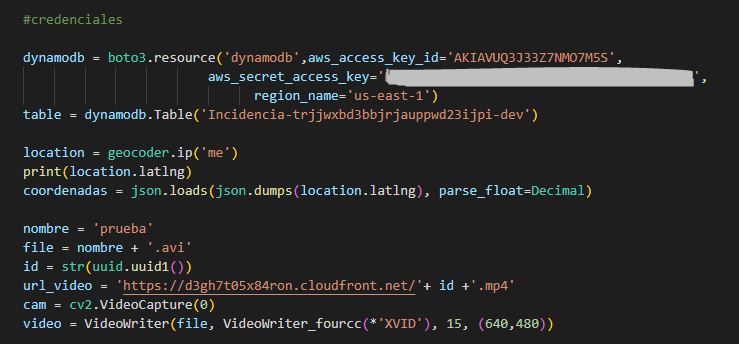 #credenciales
dynamodb = boto3.resource('dynamodb',aws_access_key_id='AKIAVUQ3J33Z7NMO7M5S',
aws_secret_access_key='',
region_name='us-east-1')
table = dynamodb.Table('Incidencia-trjjwxbd3bbjrjauppwd23ijpi-dev')
location = geocoder.ip('me')
print(location.latlng)
coordenadas = json.loads(json.dumps(location.latlng), parse_float=Decimal)
nombre = 'prueba'
file = nombre + '.avi'
id = str(uuid.uuid1())
url_video = 'https://d3gh7t05x84ron.cloudfront.net/'+ id +'.mp4'
cam = cv2.VideoCapture(0)
video = VideoWriter(file, VideoWriter_fourcc(*'XVID'), 15, (640,480))